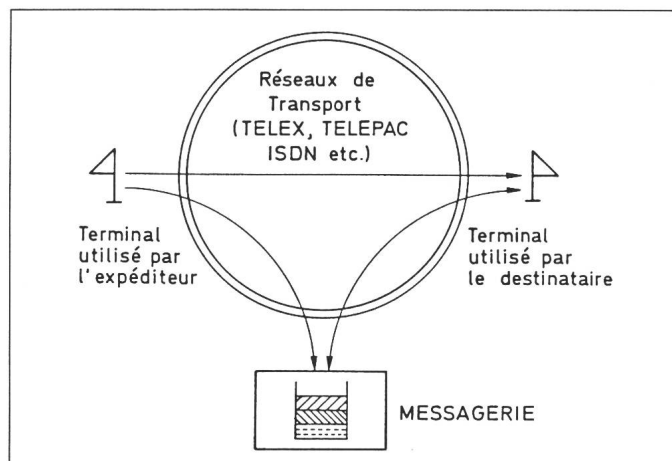 Réseaux de
Transport
(TELEX, TELEPAC
ISDN etc.)
Terminal
utilisé par
l'expéditeur
Terminal
utilisé par
le destinataire
MESSAGERIE